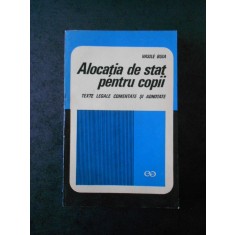 VASILE BUIA
Alocația de stat
pentru copii
TEXTE LEGALE COMENTATE ȘI ADNOTATE